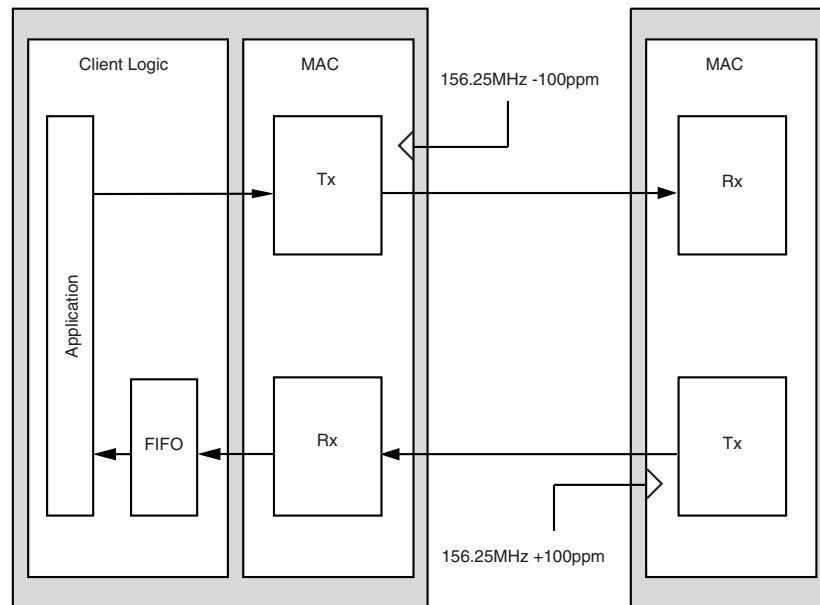 Client Logic
MAC
MAC
156.25MHz -100ppm
Tx
Rx
Application
FIFO
Rx
Tx
156.25MHz +100ppm